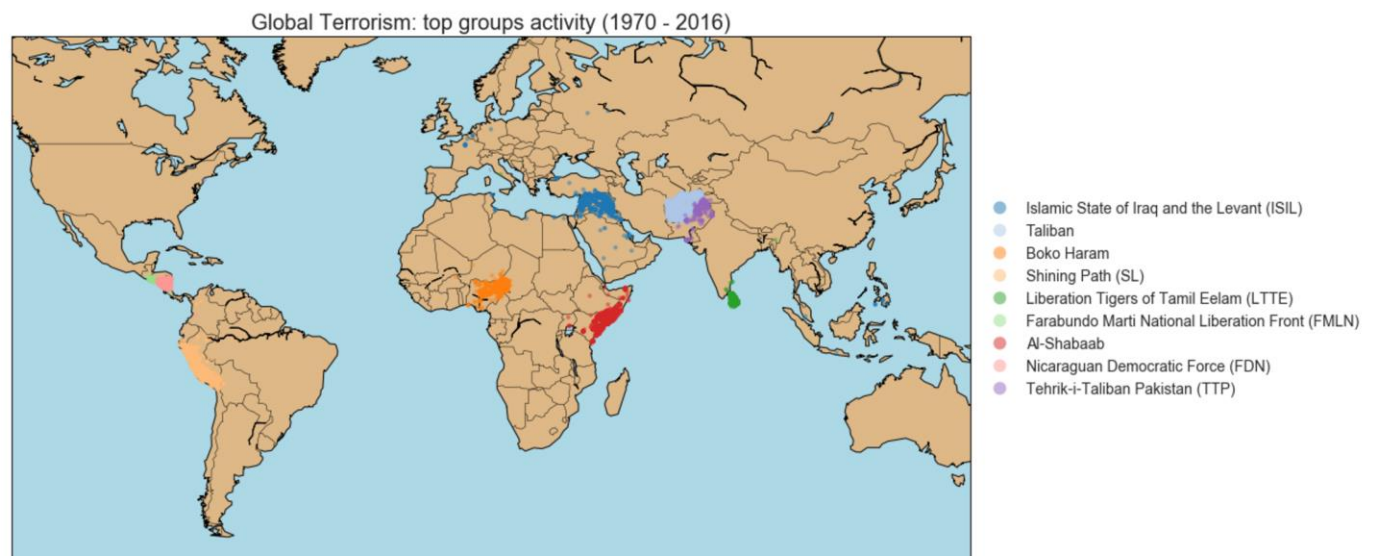 Global Terrorism: top groups activity (1970 - 2016)
Islamic State of Iraq and the Levant (ISIL)
Taliban
Boko Haram
Shining Path (SL)
Liberation Tigers of Tamil Eelam (LTTE)
Farabundo Marti National Liberation Front (FMLN)
Al-Shabaab
Nicaraguan Democratic Force (FDN)
Tehrik-i-Taliban Pakistan (TTP)